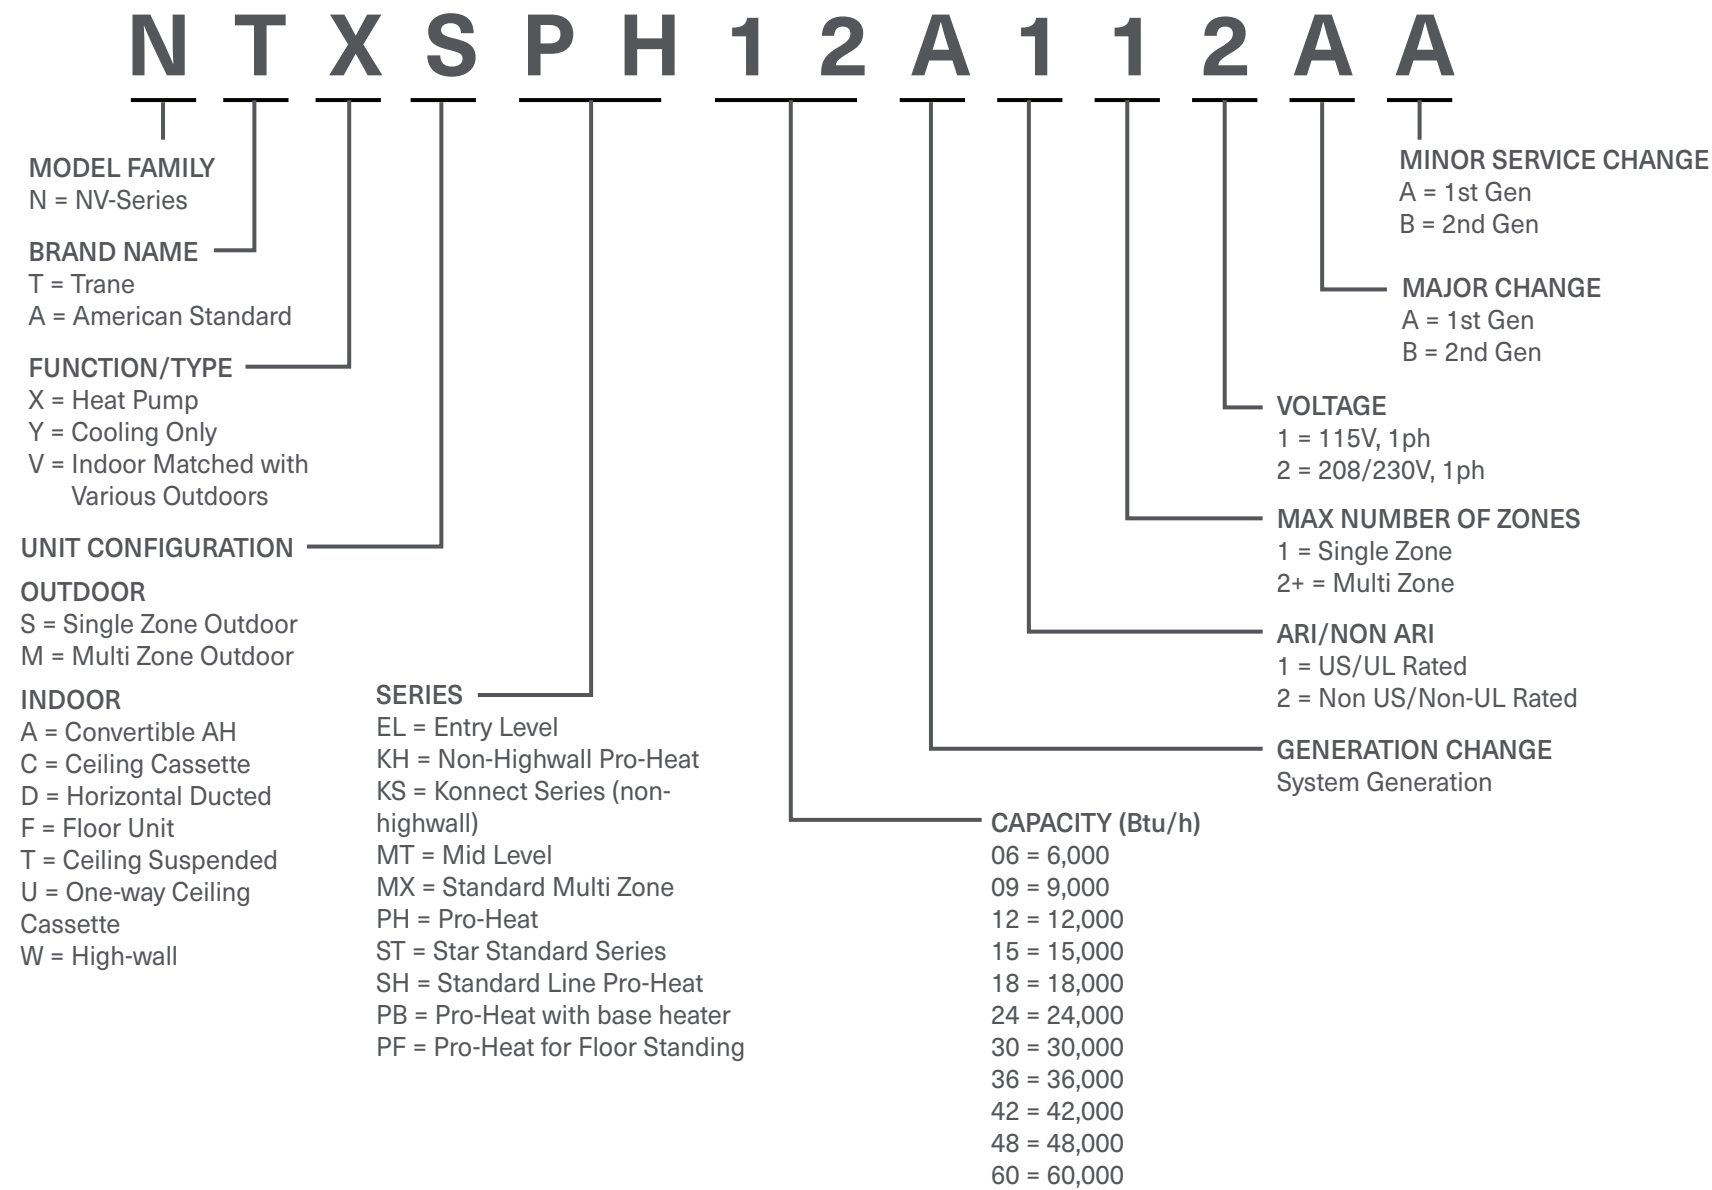 N T X S P H 1 2 A 1 1 2 A A
MODEL FAMILY
N = NV-Series
BRAND NAME
T = Trane
A = American Standard
FUNCTION/TYPE
X = Heat Pump
Y = Cooling Only
V = Indoor Matched with
Various Outdoors
UNIT CONFIGURATION
OUTDOOR
S = Single Zone Outdoor
M = Multi Zone Outdoor
INDOOR
A = Convertible AH
C = Ceiling Cassette
D = Horizontal Ducted
F = Floor Unit
T = Ceiling Suspended
U = One-way Ceiling
Cassette
W = High-wall
SERIES
EL = Entry Level
KH = Non-Highwall Pro-Heat
KS = Konnect Series (non-
highwall)
MT = Mid Level
MX = Standard Multi Zone
PH = Pro-Heat
ST = Star Standard Series
SH = Standard Line Pro-Heat
PB = Pro-Heat with base heater
PF = Pro-Heat for Floor Standing
CAPACITY (Btu/h)
06 = 6,000
09 = 9,000
12 = 12,000
15 = 15,000
18 = 18,000
24 = 24,000
30 = 30,000
36 = 36,000
42 = 42,000
48 = 48,000
60 = 60,000
GENERATION CHANGE
System Generation
ARI/NON ARI
1 = US/UL Rated
2 = Non US/Non-UL Rated
MAX NUMBER OF ZONES
1 = Single Zone
2+ = Multi Zone
VOLTAGE
1 = 115V, 1ph
2 = 208/230V, 1ph
MAJOR CHANGE
A = 1st Gen
B = 2nd Gen
MINOR SERVICE CHANGE
A = 1st Gen
B = 2nd Gen